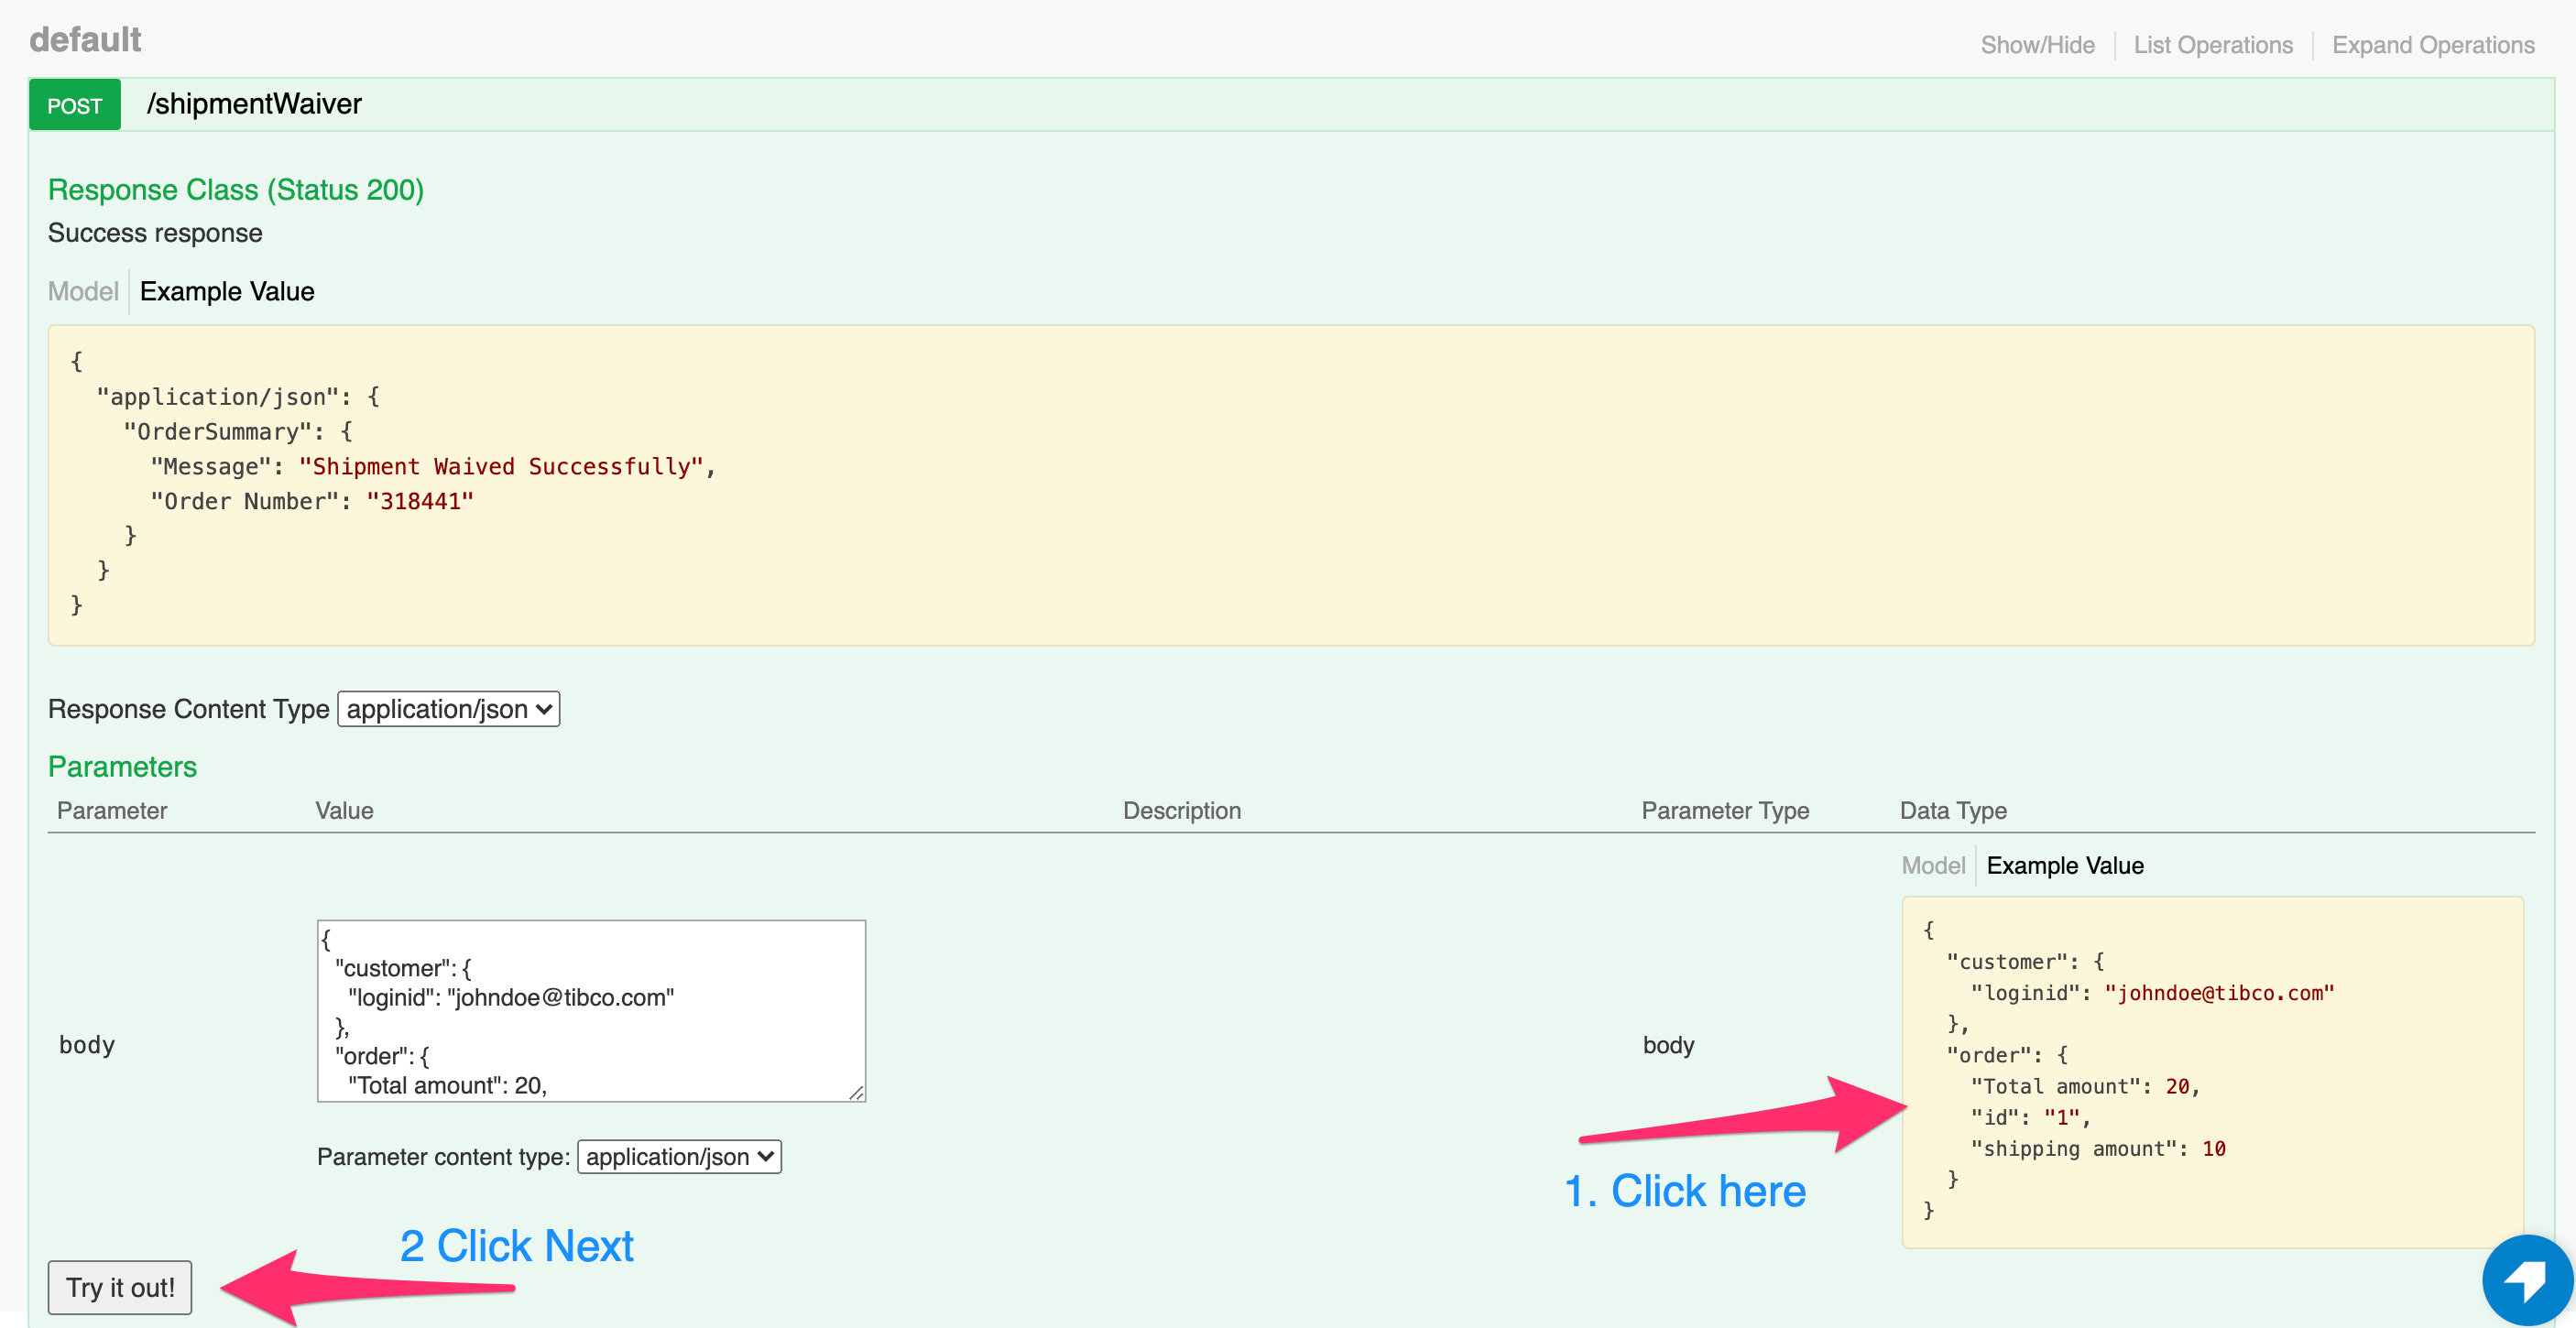 default
Show/Hide
List Operations
Expand Operations
POST
/shipmentWaiver
Response Class (Status 200)
Success response
Model
Example Value
{
"application/json": {
"OrderSummary": {
"Message": "Shipment Waived Successfully",
"Order Number": "318441"
}
}
}
Response Content Type application/json
Parameters
Parameter
Value
Description
Parameter Type
Data Type
body
{
"customer": {
"loginid": "johndoe@tibco.com"
},
"order": {
"Total amount": 20,
Parameter content type: application/json
body
Model
Example Value
{
"customer": {
"loginid": "johndoe@tibco.com"
},
"order": {
"Total amount": 20,
"id": "1",
"shipping amount": 10
}
}
1. Click here
2 Click Next
Try it out!